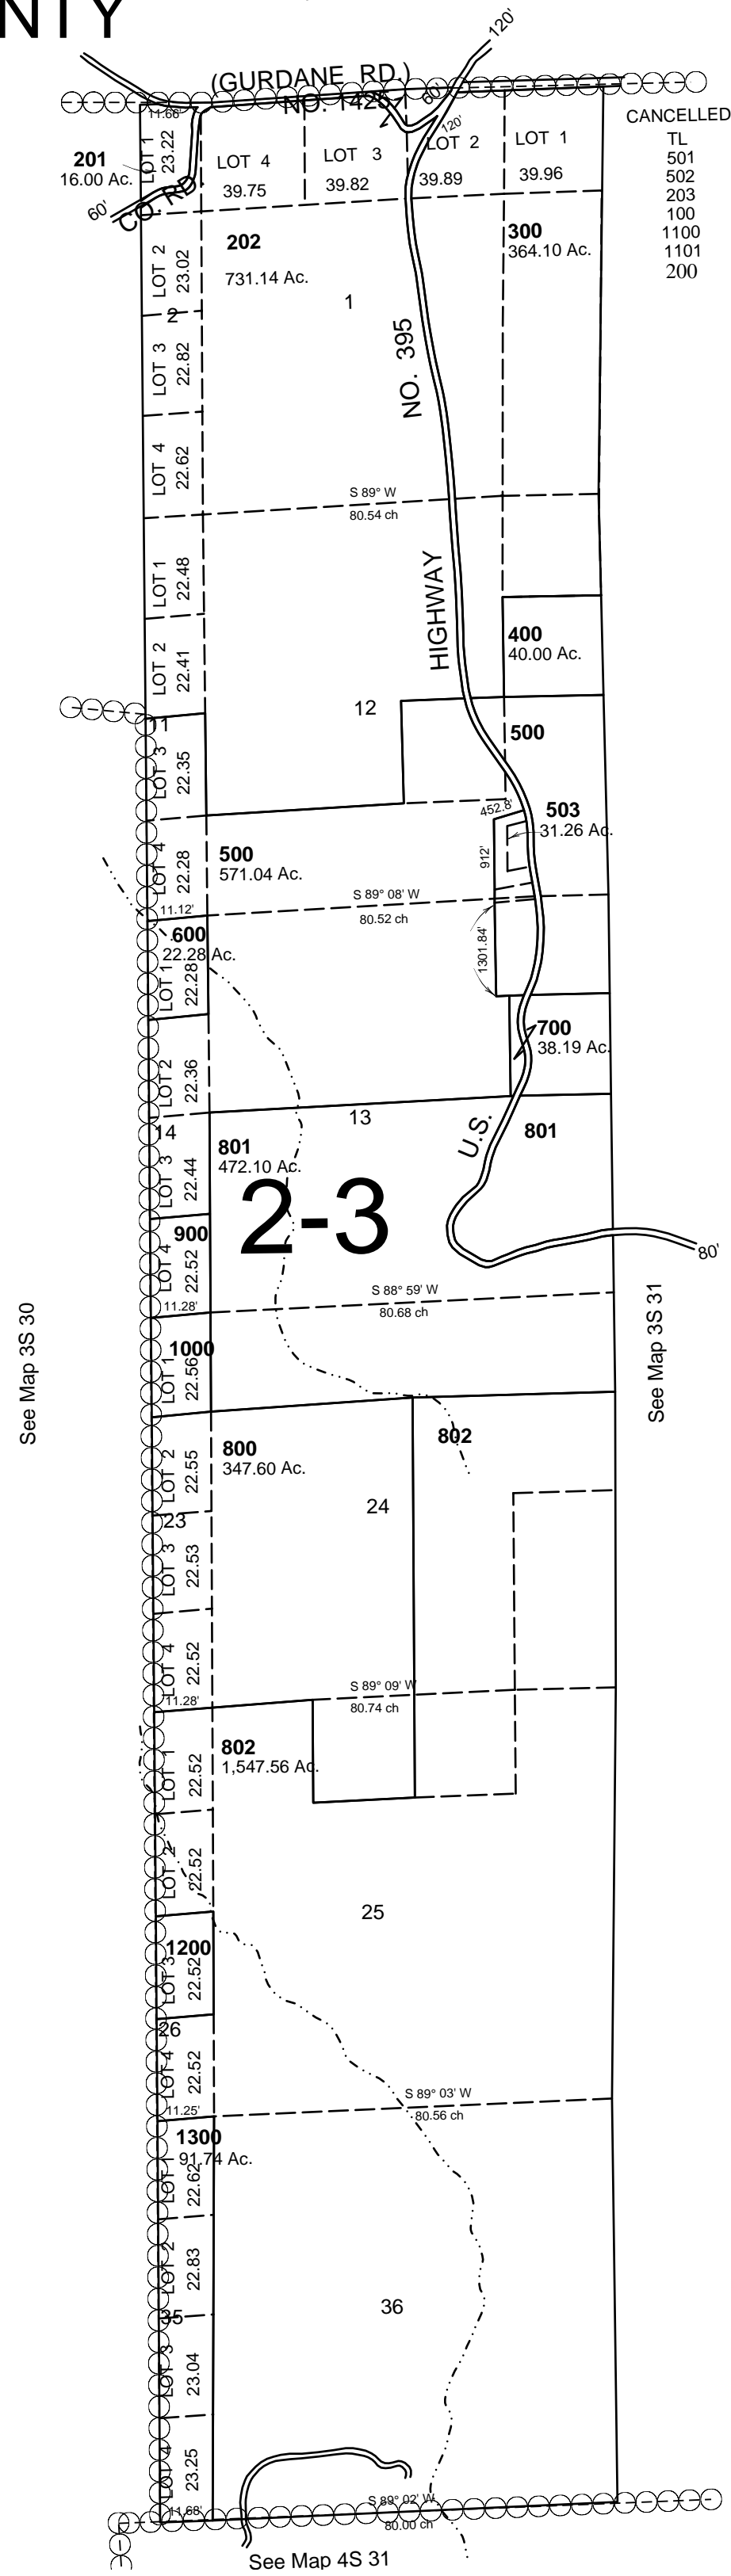 NTY
120'
(GURDANE RD.)
NO. 1428
60'
120'
11.66'
CANCELLED
TL
501
502
203
100
1100
1101
200
201
16.00 Ac.
LOT 1
23.22
LOT 4
39.75
LOT 3
39.82
LOT 2
39.89
LOT 1
39.96
60'
CO. RD
202
731.14 Ac.
300
364.10 Ac.
LOT 2
23.02
1
2
LOT 3
22.82
NO. 395
LOT 4
22.62
S 89° W
80.54 ch
LOT 1
22.48
HIGHWAY
400
40.00 Ac.
LOT 2
22.41
12
11
500
LOT 3
22.35
452.8'
503
31.26 Ac.
912'
LOT 4
22.28
500
571.04 Ac.
S 89° 08' W
80.52 ch
11.12'
600
22.28 Ac.
LOT 1
22.28
1301.84'
700
38.19 Ac.
LOT 2
22.36
13
14
U.S.
801
801
472.10 Ac.
LOT 3
22.44
2-3
900
LOT 4
22.52
80'
11.28'
S 88° 59' W
80.68 ch
See Map 3S 30
See Map 3S 31
1000
LOT 1
22.56
802
800
347.60 Ac.
LOT 2
22.55
24
23
LOT 3
22.53
LOT 4
22.52
11.28'
S 89° 09' W
80.74 ch
802
1,547.56 Ac.
LOT 1
22.52
LOT 2
22.52
25
1200
LOT 3
22.52
26
LOT 4
22.52
11.25'
S 89° 03' W
80.56 ch
1300
91.74 Ac.
LOT 1
22.62
LOT 2
22.83
36
35
LOT 3
23.04
LOT 4
23.25
11.68'
S 89° 02' W
80.00 ch
See Map 4S 31